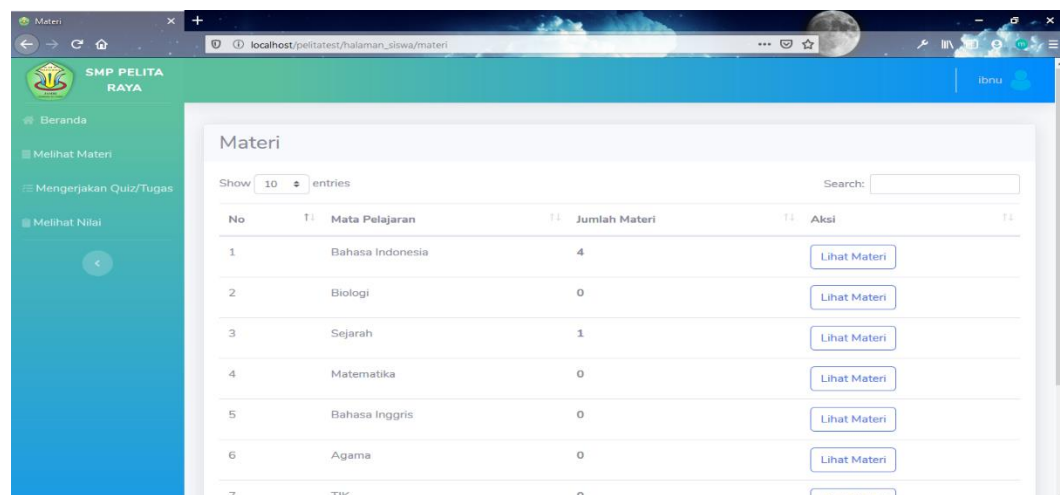 Materi
localhost/pelitatest/halaman_siswa/materi
SMP PELITA
RAYA
ibnu
Beranda
Melihat Materi
Mengerjakan Quiz/Tugas
Melihat Nilai
Materi
Show 10 entries
Search:
No Mata Pelajaran Jumlah Materi Aksi
1 Bahasa Indonesia 4 Lihat Materi
2 Biologi 0 Lihat Materi
3 Sejarah 1 Lihat Materi
4 Matematika 0 Lihat Materi
5 Bahasa Inggris 0 Lihat Materi
6 Agama 0 Lihat Materi
7 TIK 0